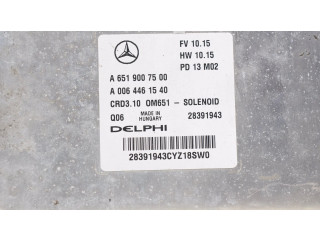 FV 10.15
HW 10.15
PD 13 M02
A 651 900 75 00
A 006 446 15 40
CRD3.10 OM651 - SOLENOID
Q06 MADE IN HUNGARY 28391943
DELPHI
28391943CYZ18SW0